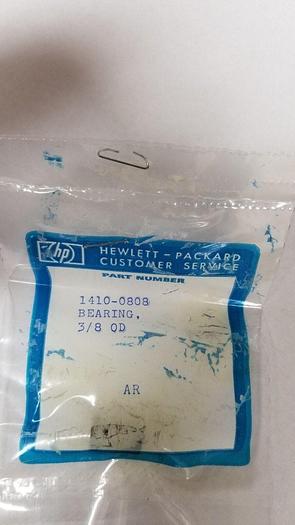 hp
HEWLETT-PACKARD
CUSTOMER SERVICE
PART NUMBER
1410-0808
BEARING,
3/8 OD
AR